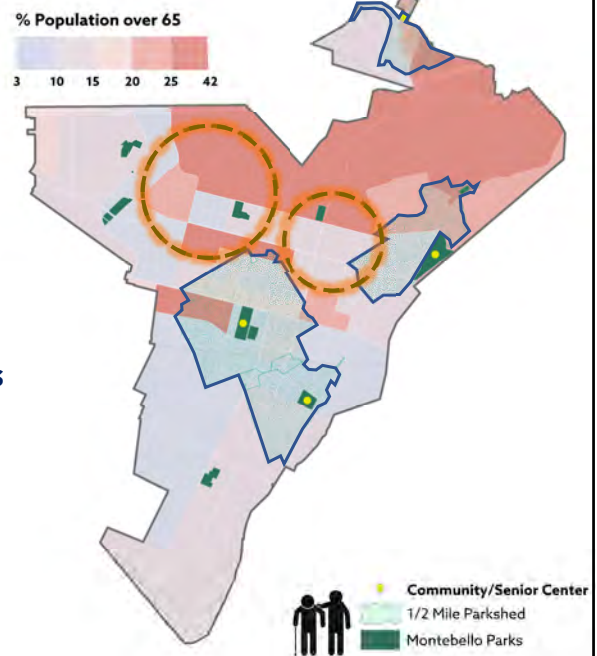 % Population over 65
3 10 15 20 25 42
s
Community/Senior Center
1/2 Mile Parkshed
Montebello Parks